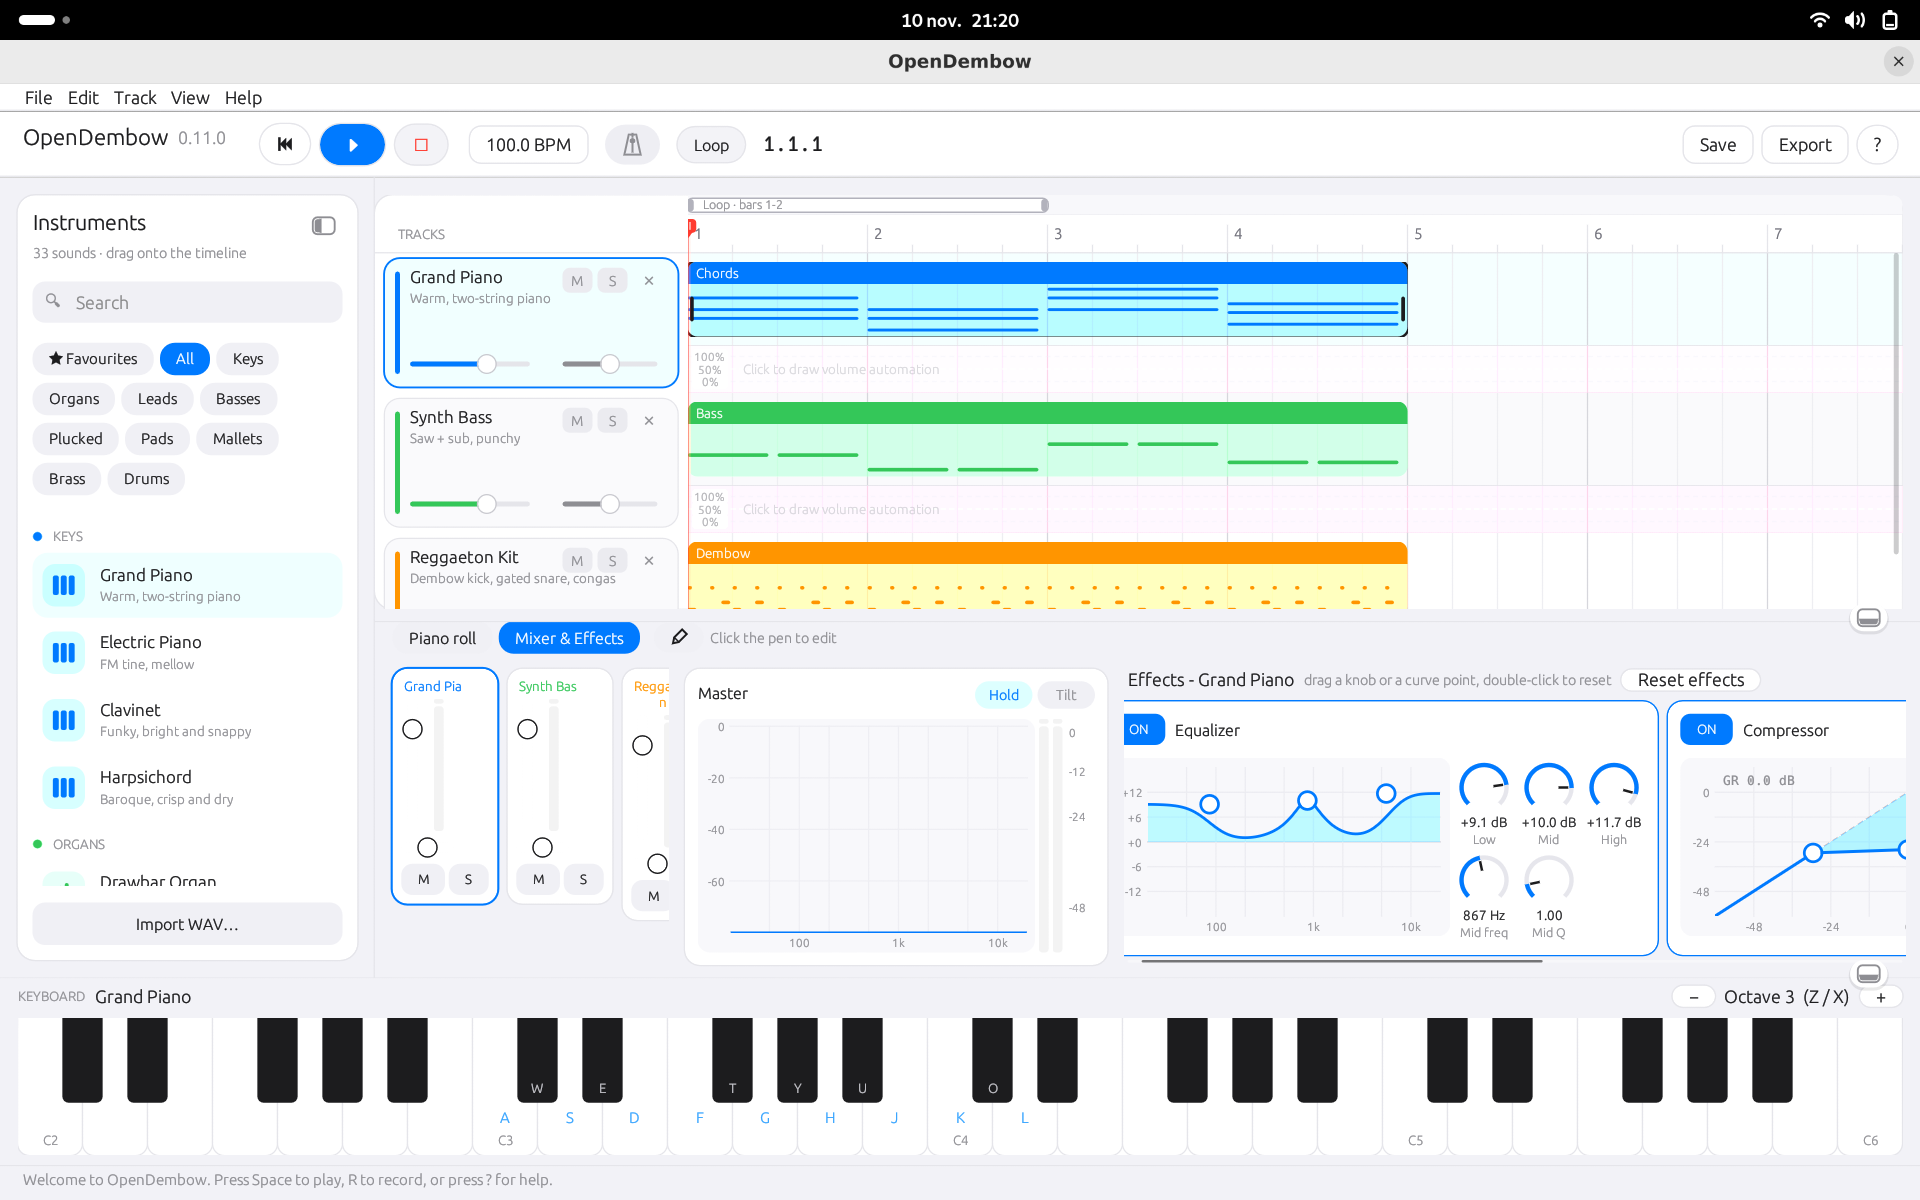 10 nov. 21:20
OpenDembow
File Edit Track View Help
OpenDembow 0.11.0
100.0 BPM
Loop
1.1.1
Save
Export
?
Instruments
33 sounds · drag onto the timeline
Search
★ Favourites
All
Keys
Organs
Leads
Basses
Plucked
Pads
Mallets
Brass
Drums
KEYS
Grand Piano
Warm, two-string piano
Electric Piano
FM tine, mellow
Clavinet
Funky, bright and snappy
Harpsichord
Baroque, crisp and dry
ORGANS
Drawbar Organ
Import WAV…
TRACKS
Loop · bars 1-2
1 2 3 4 5 6 7
Grand Piano
M S ×
Warm, two-string piano
Chords
100%
50%
0%
Click to draw volume automation
Synth Bass
M S ×
Saw + sub, punchy
Bass
100%
50%
0%
Click to draw volume automation
Reggaeton Kit
M S ×
Dembow kick, gated snare, congas
Dembow
Piano roll
Mixer & Effects
Click the pen to edit
Grand Pia
M S
Synth Bas
M S
Regga
n
M
Master
Hold
Tilt
0
-20
-40
-60
100 1k 10k
0
-12
-24
-48
Effects - Grand Piano
drag a knob or a curve point, double-click to reset
Reset effects
ON
Equalizer
+12
+6
+0
-6
-12
100 1k 10k
+9.1 dB
Low
+10.0 dB
Mid
+11.7 dB
High
867 Hz
Mid freq
1.00
Mid Q
ON
Compressor
GR 0.0 dB
0
-24
-48
-48 -24
KEYBOARD Grand Piano
− Octave 3 (Z / X) +
W E T Y U O
A S D F G H J K L
C2 C3 C4 C5 C6
Welcome to OpenDembow. Press Space to play, R to record, or press ? for help.